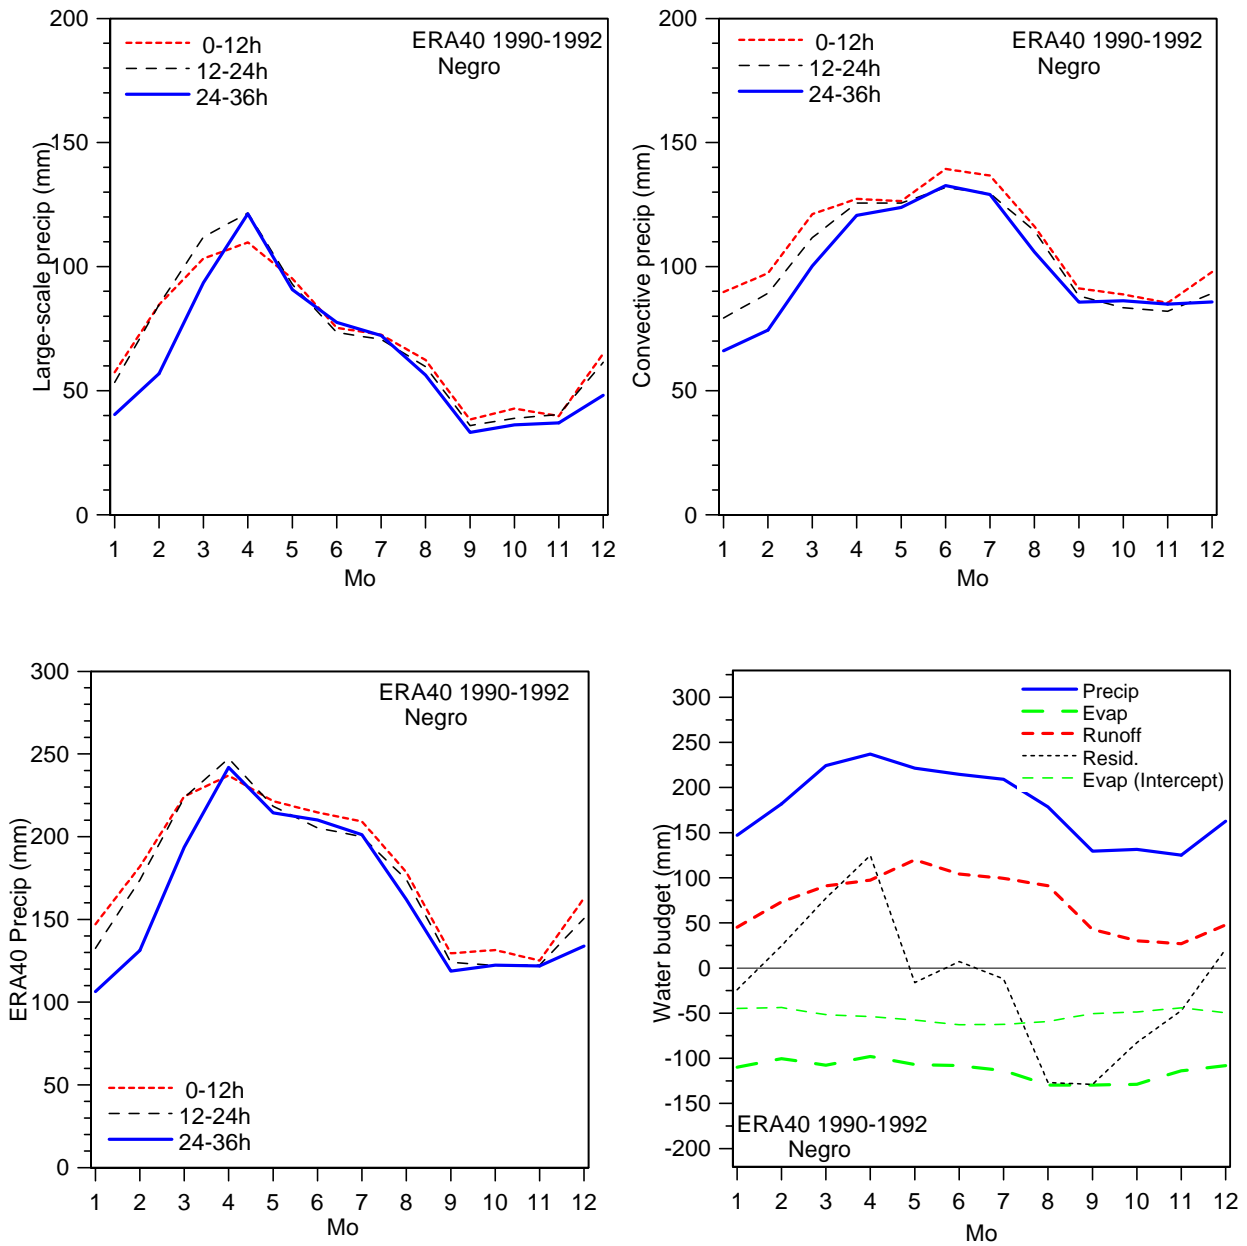 200
150
100
50
0
Large-scale precip (mm)
0-12h
12-24h
24-36h
ERA40 1990-1992
Negro
1 2 3 4 5 6 7 8 9 10 11 12
Mo
200
150
100
50
0
Convective precip (mm)
0-12h
12-24h
24-36h
ERA40 1990-1992
Negro
1 2 3 4 5 6 7 8 9 10 11 12
Mo
300
250
200
150
100
50
0
ERA40 Precip (mm)
ERA40 1990-1992
Negro
0-12h
12-24h
24-36h
1 2 3 4 5 6 7 8 9 10 11 12
Mo
300
250
200
150
100
50
0
-50
-100
-150
-200
Water budget (mm)
Precip
Evap
Runoff
Resid.
Evap (Intercept)
ERA40 1990-1992
Negro
1 2 3 4 5 6 7 8 9 10 11 12
Mo